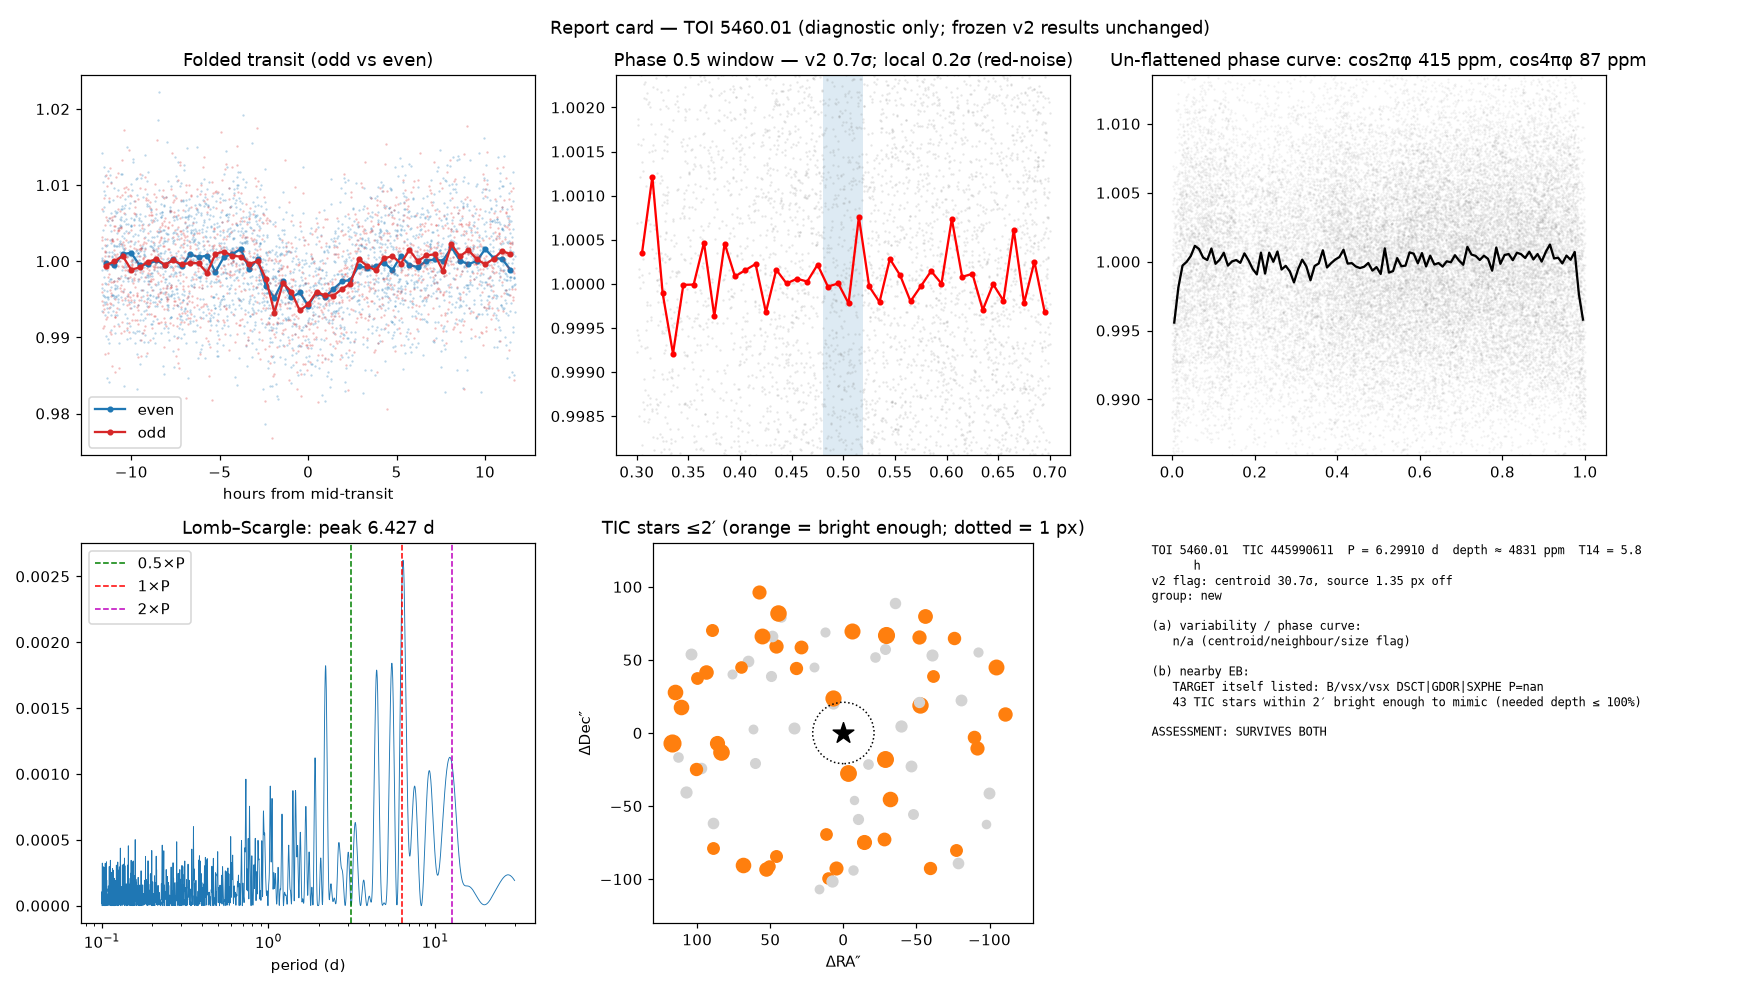 Report card — TOI 5460.01 (diagnostic only; frozen v2 results unchanged)
Folded transit (odd vs even)
1.02
1.01
1.00
0.99
0.98
even
odd
−10
−5
0
5
10
hours from mid-transit
Phase 0.5 window — v2 0.7σ; local 0.2σ (red-noise)
1.0020
1.0015
1.0010
1.0005
1.0000
0.9995
0.9990
0.9985
0.30
0.35
0.40
0.45
0.50
0.55
0.60
0.65
0.70
Un-flattened phase curve: cos2πφ 415 ppm, cos4πφ 87 ppm
1.010
1.005
1.000
0.995
0.990
0.0
0.2
0.4
0.6
0.8
1.0
Lomb–Scargle: peak 6.427 d
0.0025
0.0020
0.0015
0.0010
0.0005
0.0000
0.5×P
1×P
2×P
10⁻¹
10⁰
10¹
period (d)
TIC stars ≤2′ (orange = bright enough; dotted = 1 px)
100
50
0
−50
−100
ΔDec″
100
50
0
−50
−100
ΔRA″
TOI 5460.01  TIC 445990611  P = 6.29910 d  depth ≈ 4831 ppm  T14 = 5.8
h
v2 flag: centroid 30.7σ, source 1.35 px off
group: new
(a) variability / phase curve:
n/a (centroid/neighbour/size flag)
(b) nearby EB:
TARGET itself listed: B/vsx/vsx DSCT|GDOR|SXPHE P=nan
43 TIC stars within 2′ bright enough to mimic (needed depth ≤ 100%)
ASSESSMENT: SURVIVES BOTH